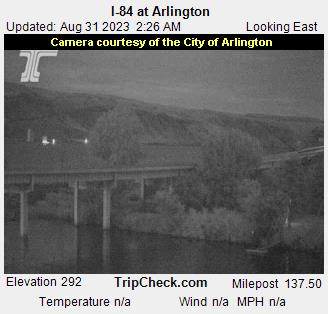 I-84 at Arlington
Updated: Aug 31 2023 2:26 AM Looking East
Camera courtesy of the City of Arlington
Elevation 292 TripCheck.com Milepost 137.50
Temperature n/a Wind n/a MPH n/a